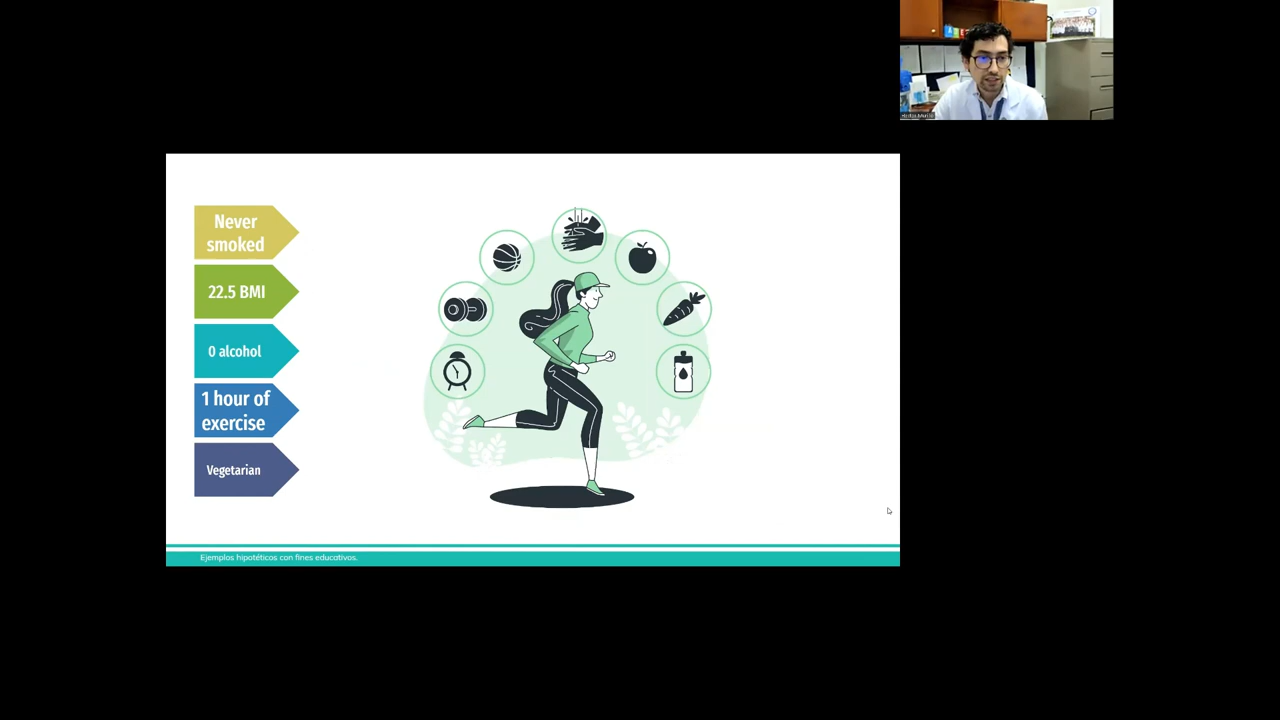 Never
smoked
22.5 BMI
0 alcohol
1 hour of
exercise
Vegetarian
Ejemplos hipotéticos con fines educativos.